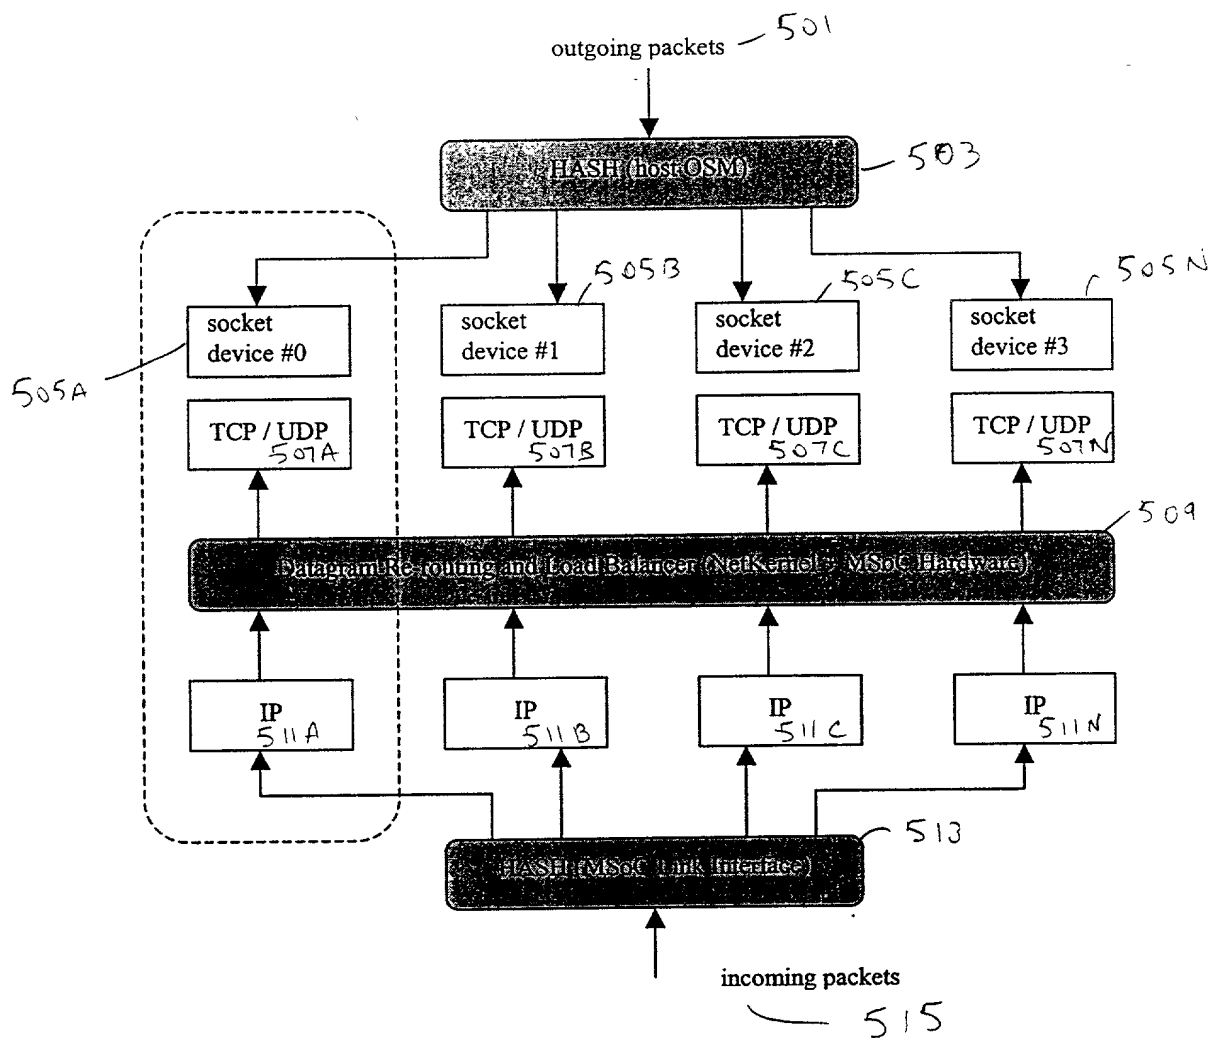 outgoing packets 501
HASH (host OSM) 503
505B
505C
505N
socket
device #0
socket
device #1
socket
device #2
socket
device #3
505A
TCP / UDP
507A
TCP / UDP
507B
TCP / UDP
507C
TCP / UDP
507N
509
Datagram Re-routing and Load Balancer (NetKernel MSoC Hardware)
IP
511A
IP
511B
IP
511C
IP
511N
513
HASH (MSoC Link Interface)
incoming packets
515